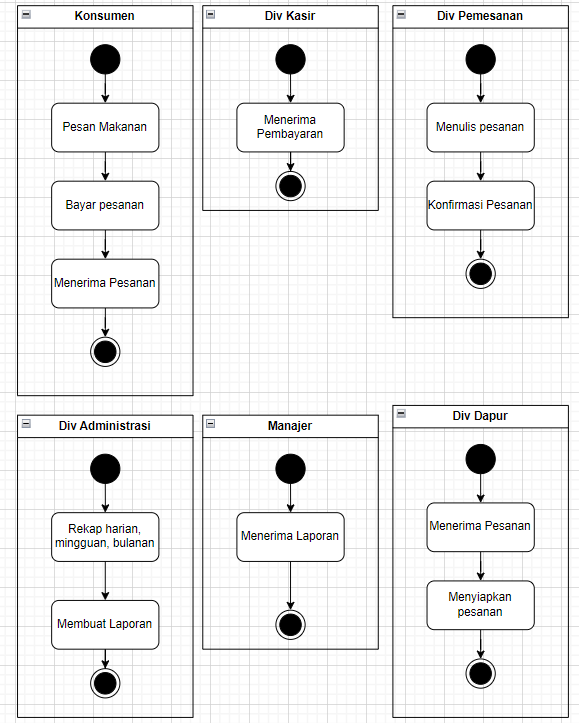 Konsumen
Pesan Makanan
Bayar pesanan
Menerima Pesanan
Div Kasir
Menerima
Pembayaran
Div Pemesanan
Menulis pesanan
Konfirmasi Pesanan
Div Administrasi
Rekap harian,
mingguan, bulanan
Membuat Laporan
Manajer
Menerima Laporan
Div Dapur
Menerima Pesanan
Menyiapkan
pesanan